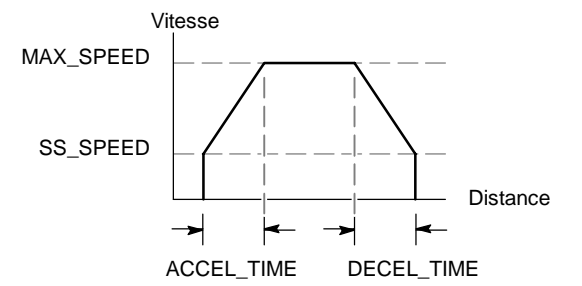 Vitesse
MAX_SPEED
SS_SPEED
Distance
ACCEL_TIME
DECEL_TIME